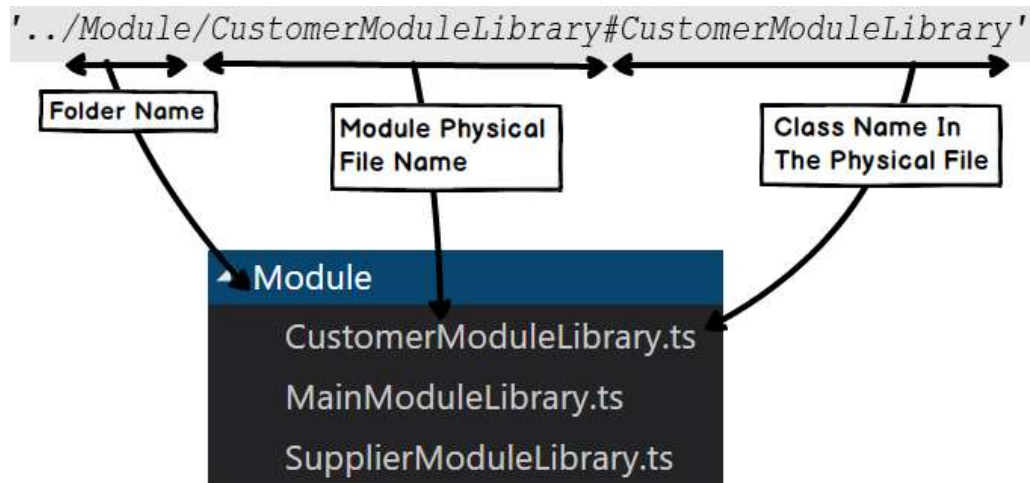 '../Module/CustomerModuleLibrary#CustomerModuleLibrary'
Folder Name
Module Physical
File Name
Class Name In
The Physical File
Module
CustomerModuleLibrary.ts
MainModuleLibrary.ts
SupplierModuleLibrary.ts